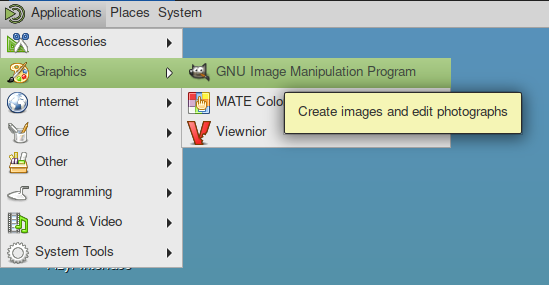 Applications Places System
Accessories
Graphics
Internet
Office
Other
Programming
Sound & Video
System Tools
GNU Image Manipulation Program
MATE Colo
Viewnior
Create images and edit photographs